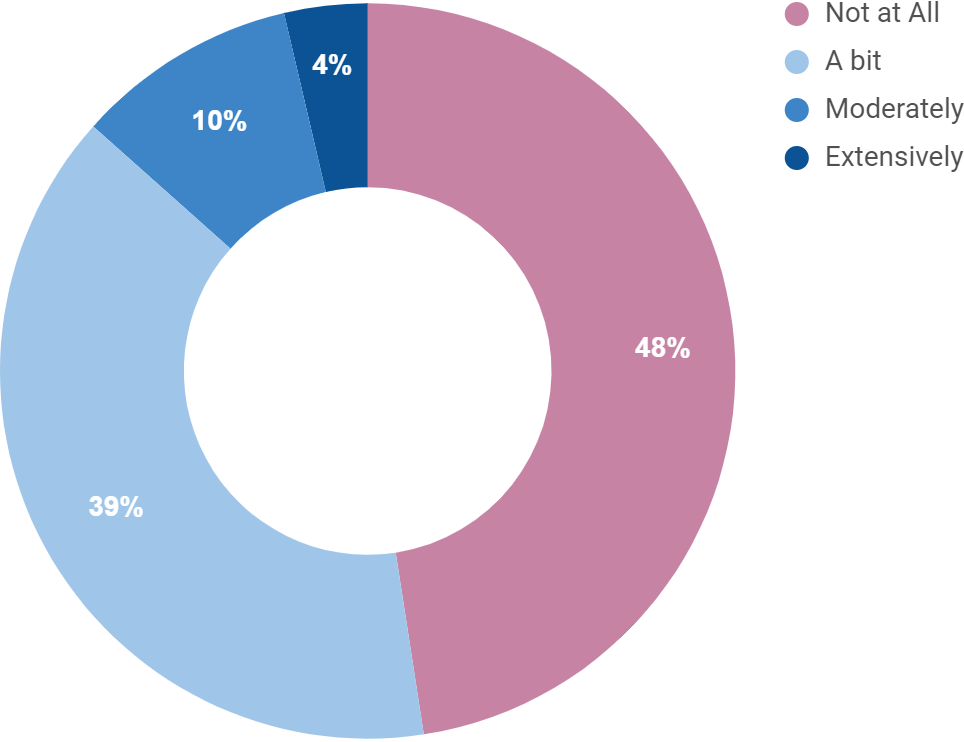 Not at All
A bit
Moderately
Extensively
4%
10%
48%
39%